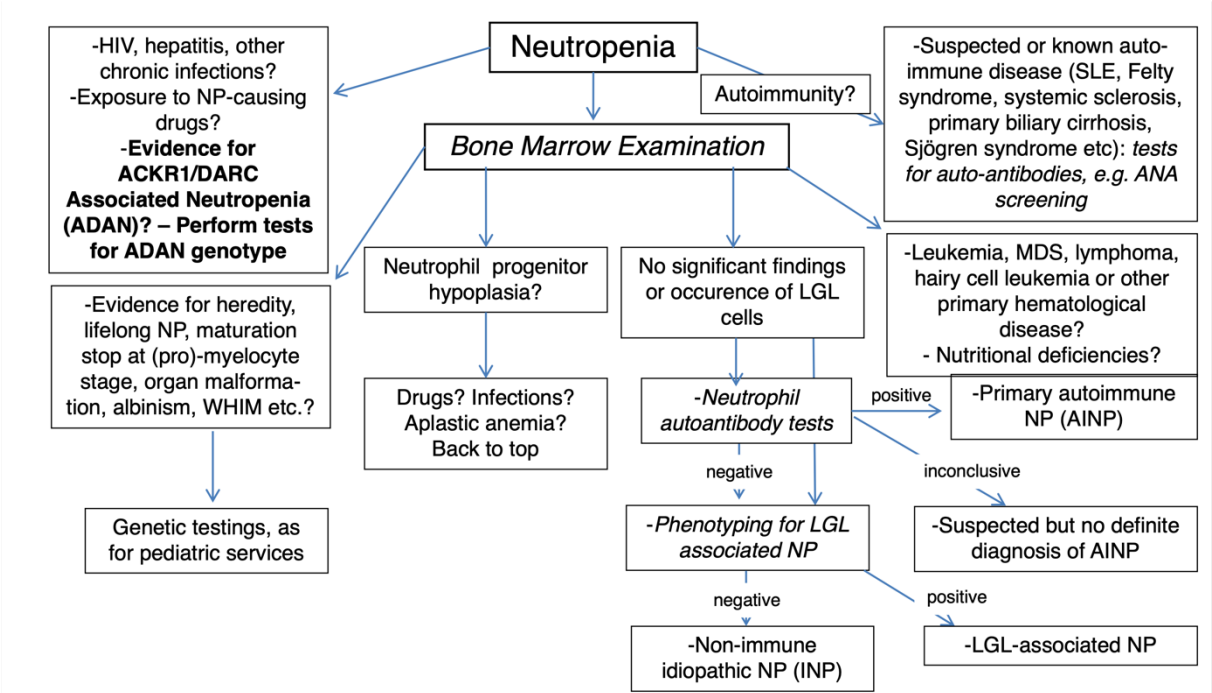 Neutropenia
-HIV, hepatitis, other
chronic infections?
-Exposure to NP-causing
drugs?
-Evidence for
ACKR1/DARC
Associated Neutropenia
(ADAN)? – Perform tests
for ADAN genotype
Autoimmunity?
-Suspected or known auto-
immune disease (SLE, Felty
syndrome, systemic sclerosis,
primary biliary cirrhosis,
Sjögren syndrome etc): tests
for auto-antibodies, e.g. ANA
screening
Bone Marrow Examination
-Evidence for heredity,
lifelong NP, maturation
stop at (pro)-myelocyte
stage, organ malforma-
tion, albinism, WHIM etc.?
Neutrophil progenitor
hypoplasia?
No significant findings
or occurence of LGL
cells
-Leukemia, MDS, lymphoma,
hairy cell leukemia or other
primary hematological
disease?
- Nutritional deficiencies?
Drugs? Infections?
Aplastic anemia?
Back to top
-Neutrophil
autoantibody tests
positive
-Primary autoimmune
NP (AINP)
negative
inconclusive
Genetic testings, as
for pediatric services
-Phenotyping for LGL
associated NP
-Suspected but no definite
diagnosis of AINP
negative
positive
-Non-immune
idiopathic NP (INP)
-LGL-associated NP